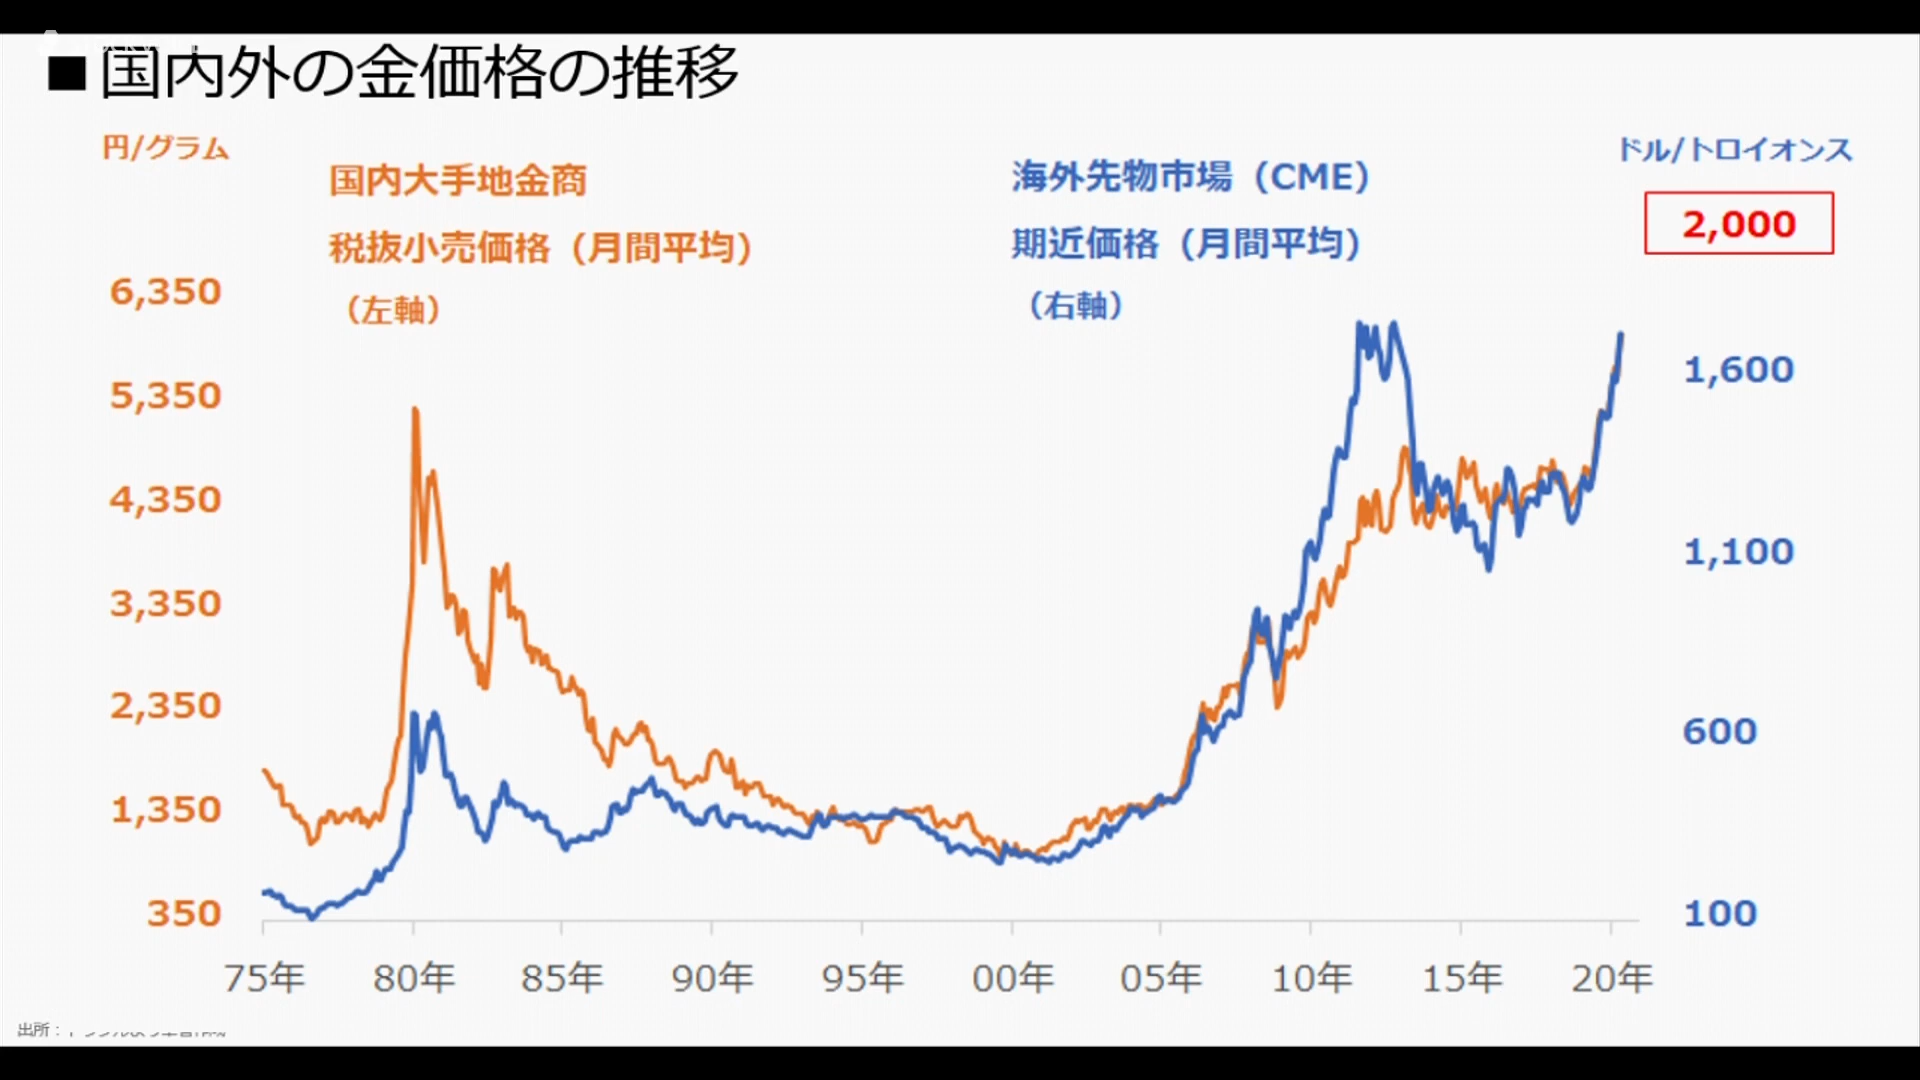 ■国内外の金価格の推移
円/グラム
ドル/トロイオンス
国内大手地金商
税抜小売価格（月間平均）
（左軸）
海外先物市場（CME）
期近価格（月間平均）
（右軸）
2,000
6,350
5,350
4,350
3,350
2,350
1,350
350
1,600
1,100
600
100
75年 80年 85年 90年 95年 00年 05年 10年 15年 20年
出所：